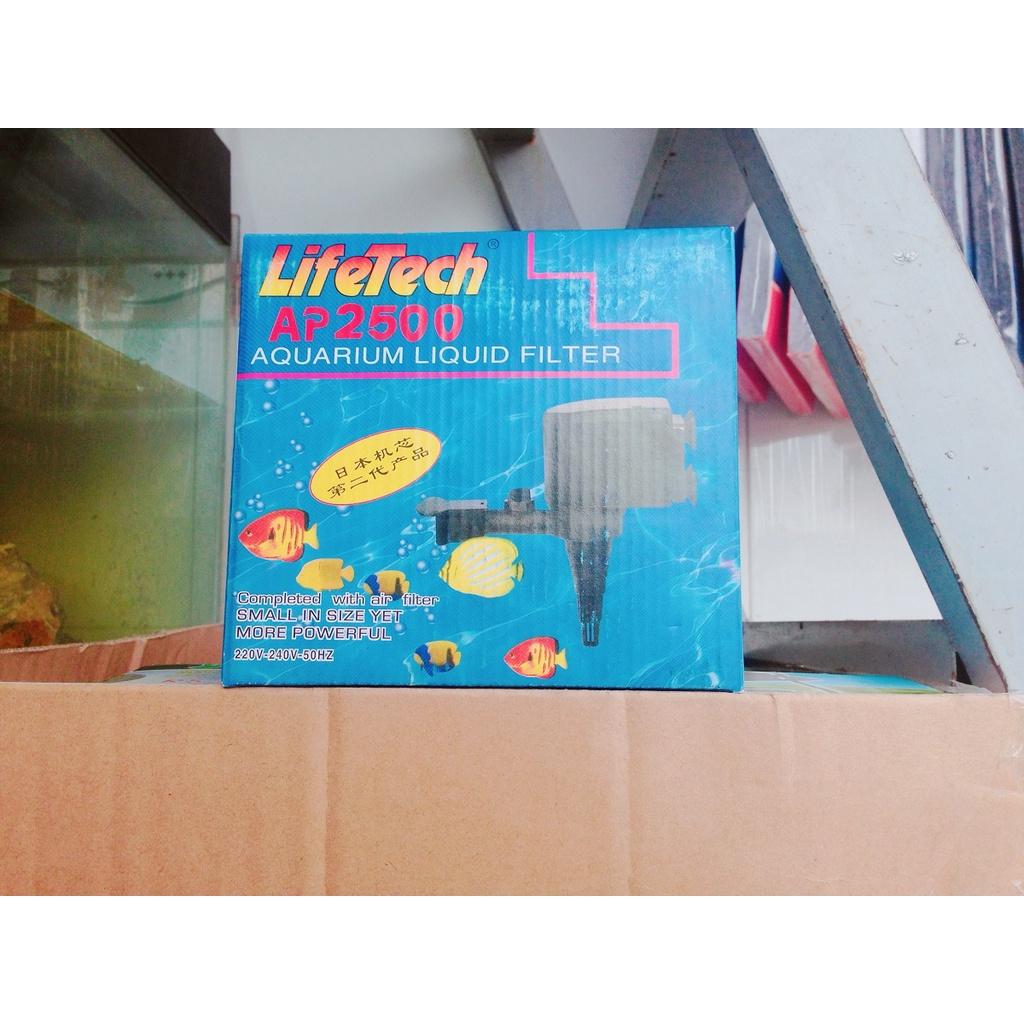 LifeTech®
AP2500
AQUARIUM LIQUID FILTER
日本机芯
第二代产品
Completed with air filter
SMALL IN SIZE YET
MORE POWERFUL
220V-240V-50HZ